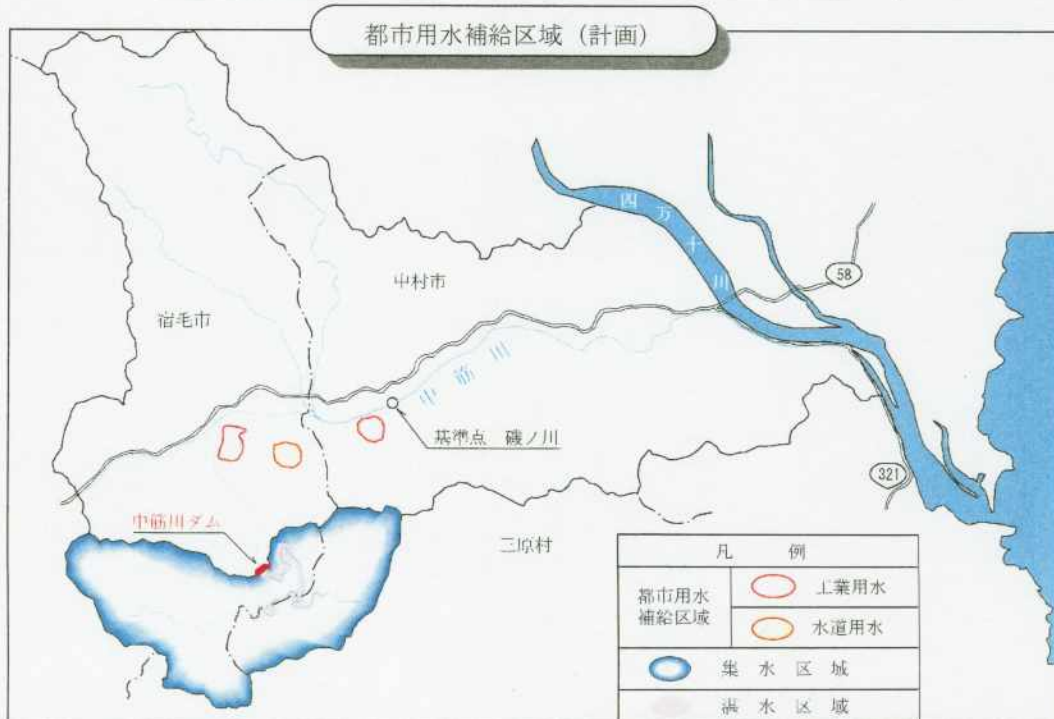 都市用水補給区域 (計画)
四万十川
58
中村市
宿毛市
中筋川
基準点 磯ノ川
321
中筋川ダム
三原村
凡 例
都市用水
補給区域
工業用水
水道用水
集水区域
湛水区域